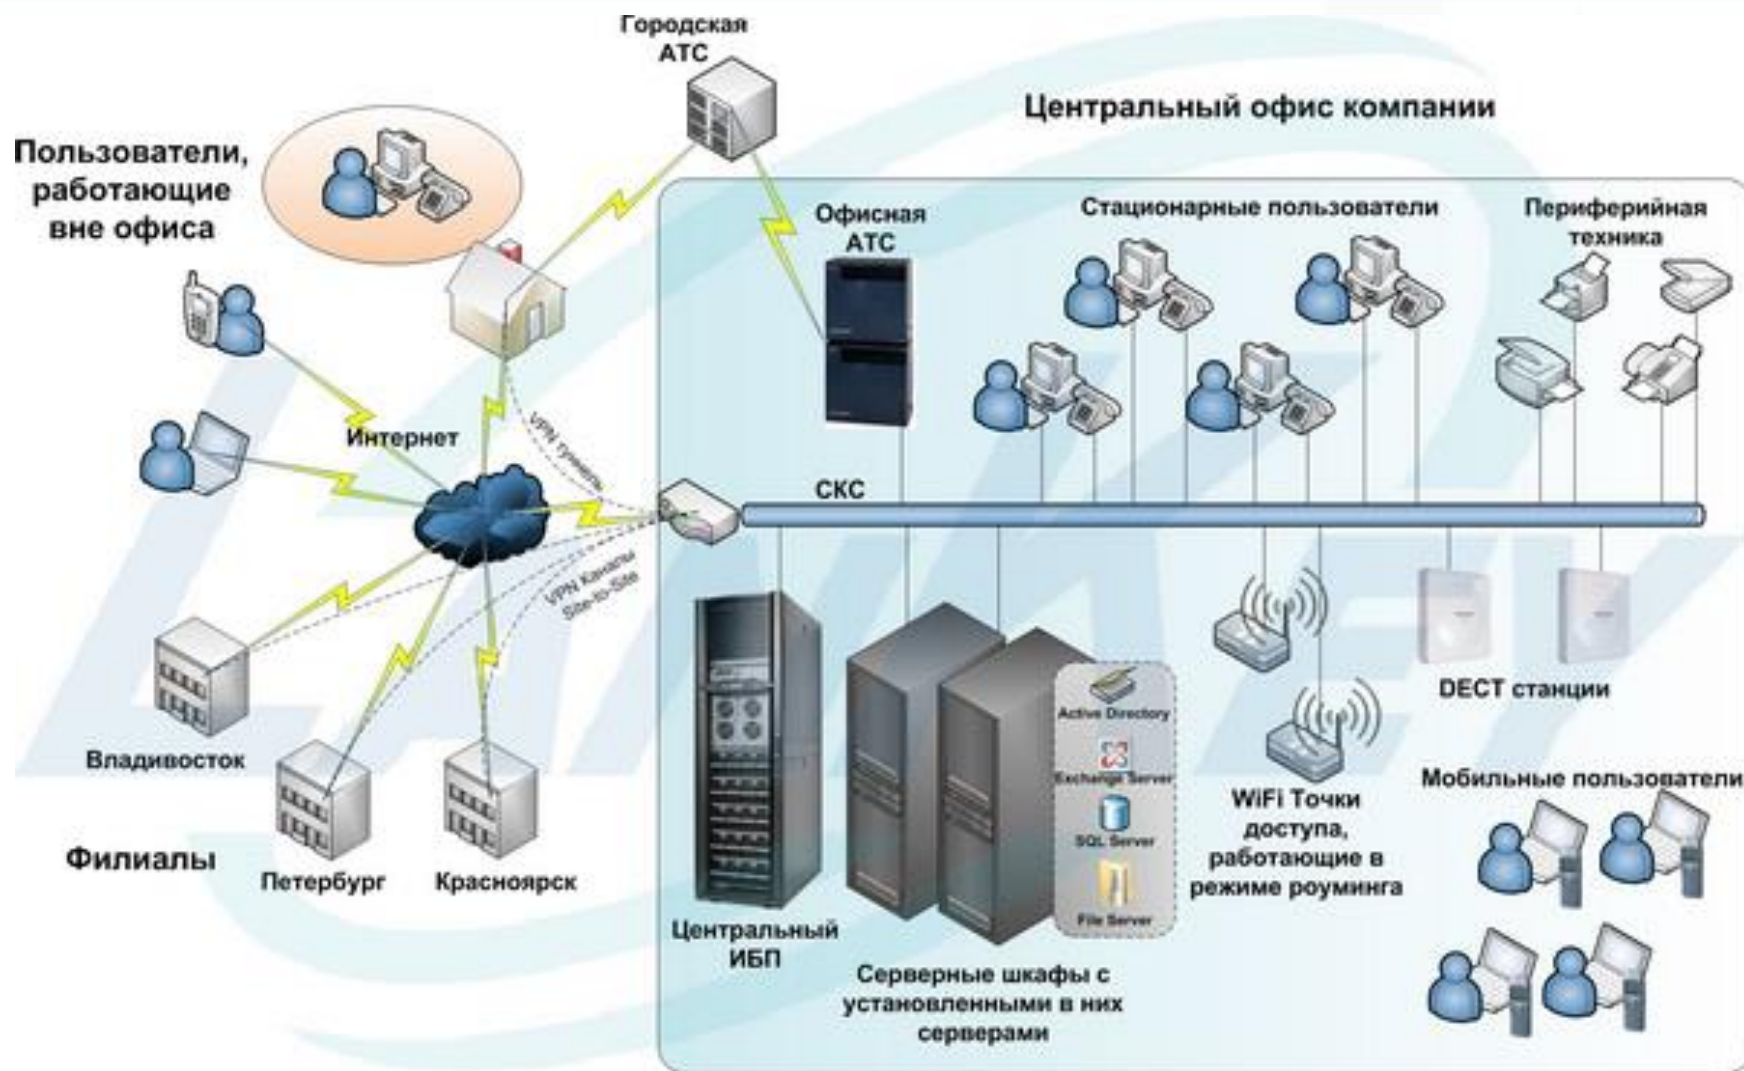 Городская
АТС
Центральный офис компании
Пользователи,
работающие
вне офиса
Офисная
АТС
Стационарные пользователи
Периферийная
техника
Интернет
VPN Туннель
СКС
VPN Каналы
Site-to-Site
DECT станции
Active Directory
Exchange Server
SQL Server
File Server
Владивосток
Мобильные пользователи
WiFi Точки
доступа,
работающие в
режиме роуминга
Филиалы
Петербург
Красноярск
Центральный
ИБП
Серверные шкафы с
установленными в них
серверами